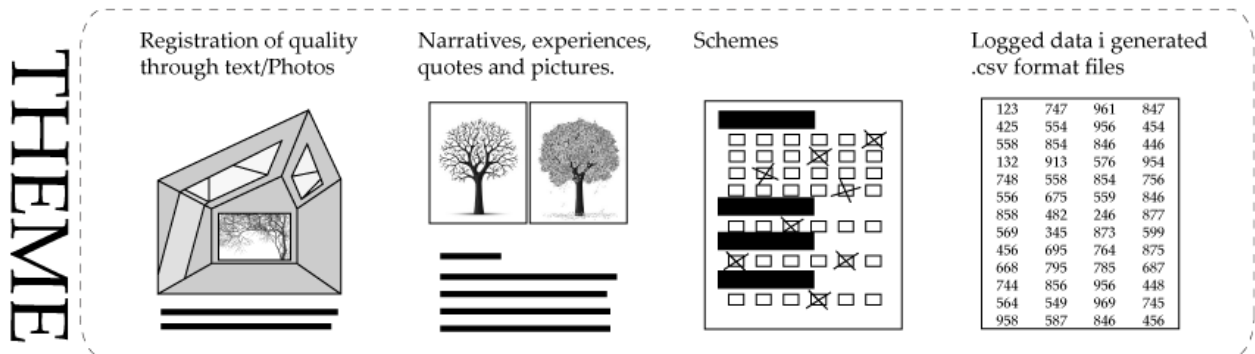 THEME
Registration of quality
through text/Photos
Narratives, experiences,
quotes and pictures.
Schemes
Logged data i generated
.csv format files
123 747 961 847
425 554 956 454
558 854 846 446
132 913 576 954
748 558 854 756
556 675 559 846
858 482 246 877
569 345 873 599
456 695 764 875
668 795 785 687
744 856 956 448
564 549 969 745
958 587 846 456